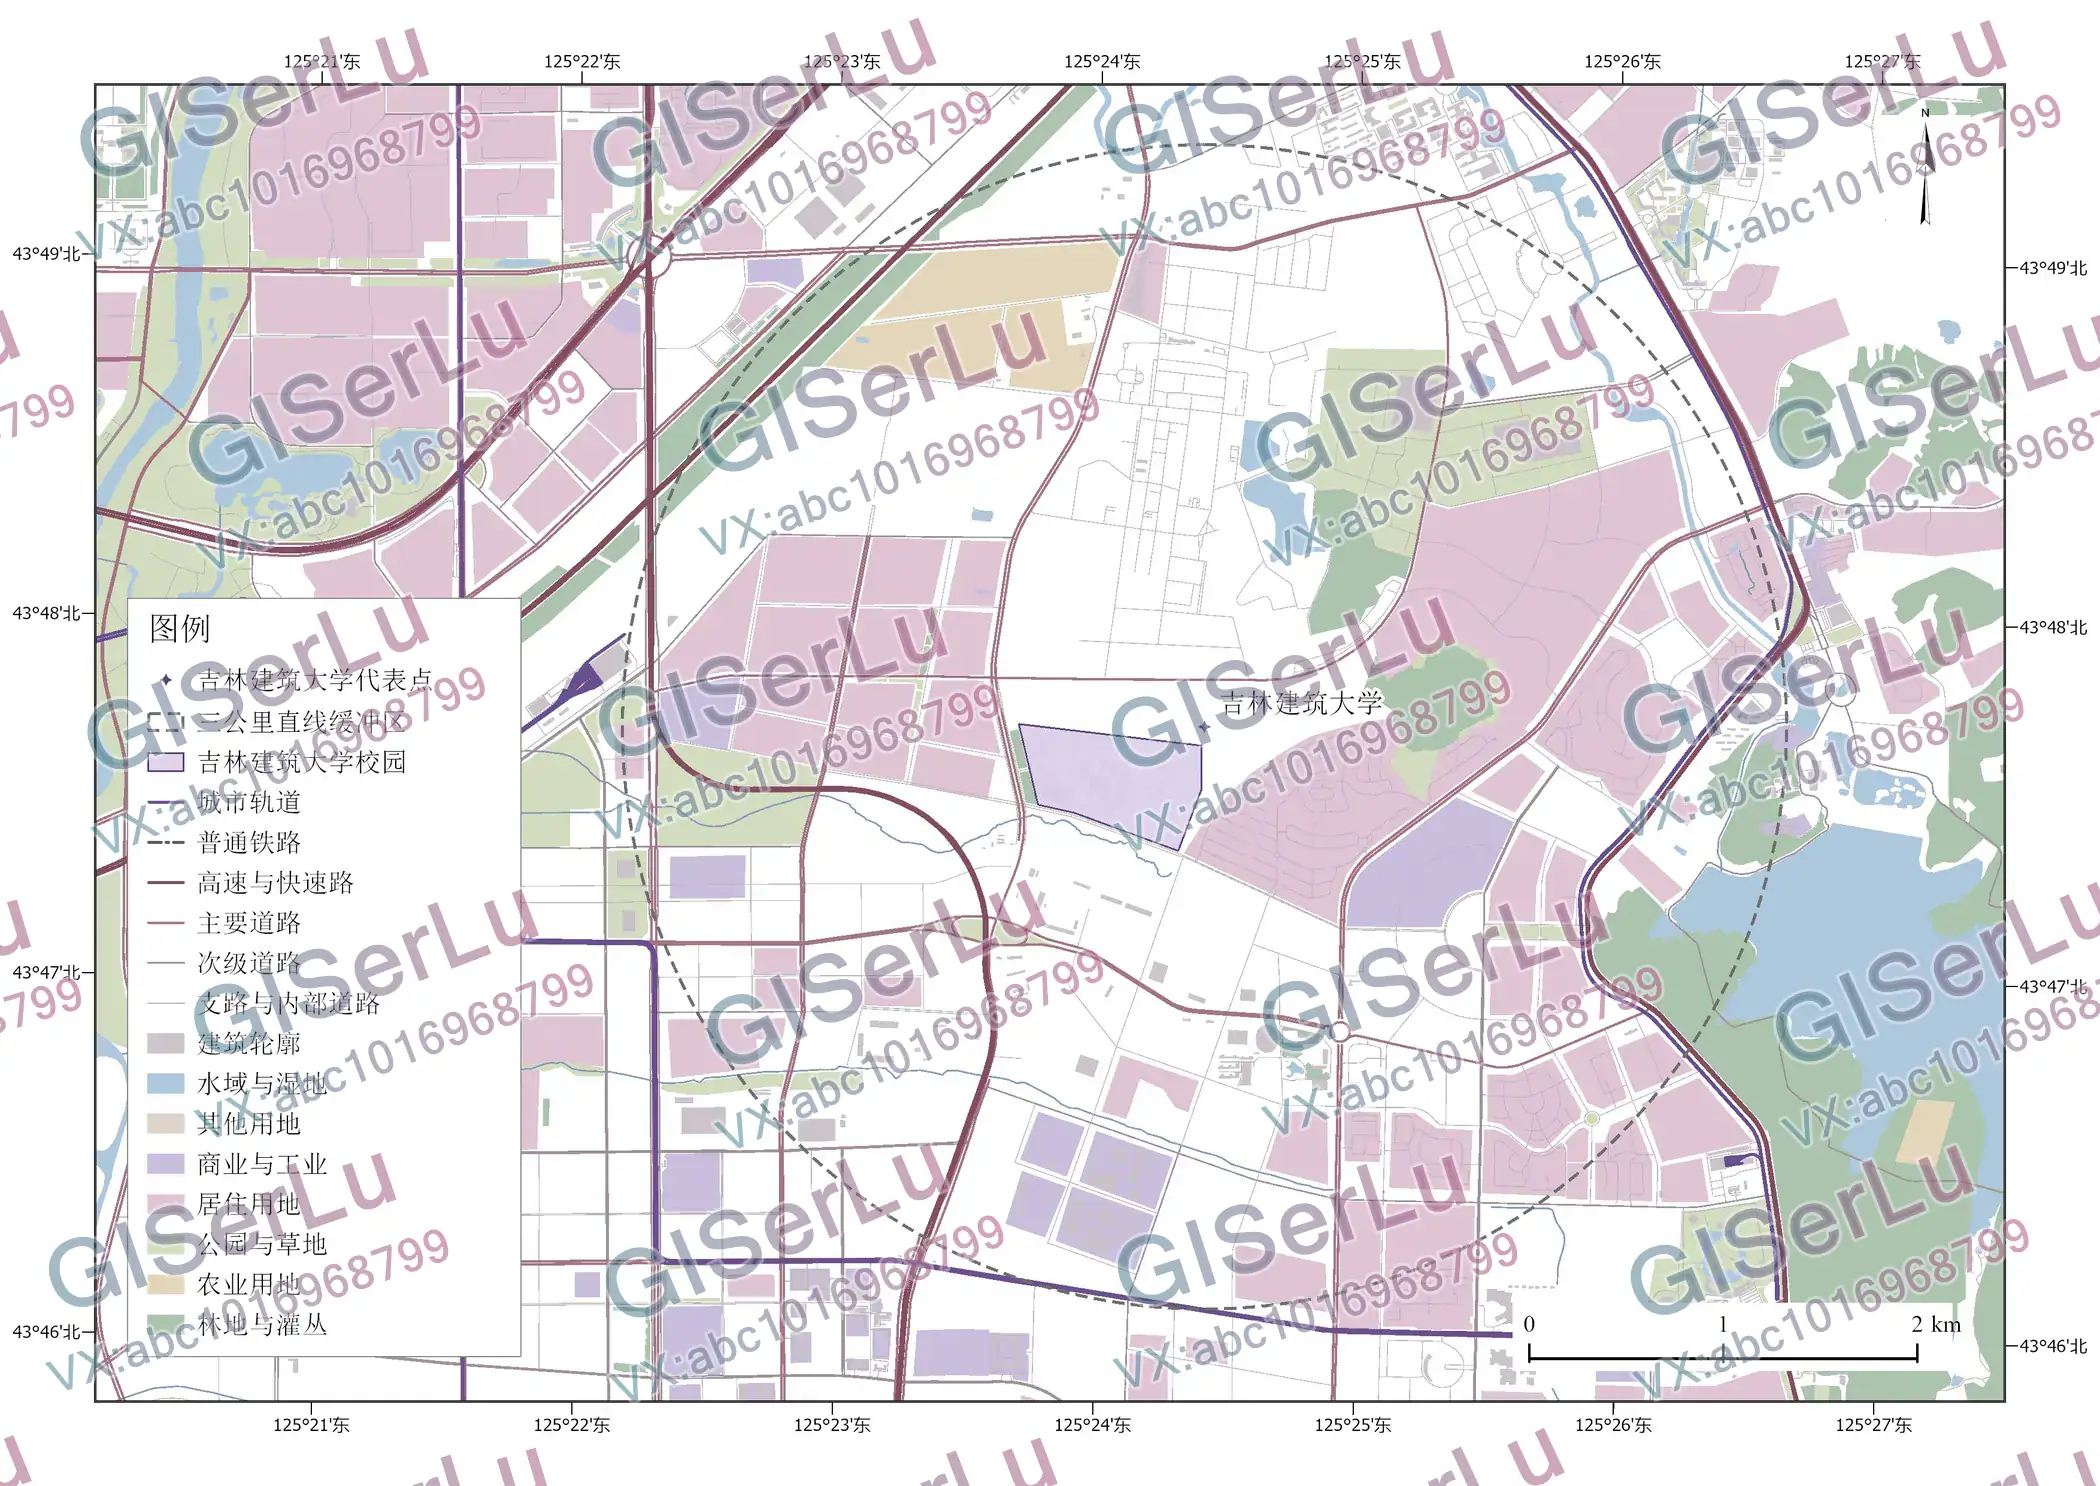 125°21'东 125°22'东 125°23'东 125°24'东 125°25'东 125°26'东 125°27'东
N
43°49'北 43°49'北
43°48'北 43°48'北
43°47'北 43°47'北
43°46'北 43°46'北
吉林建筑大学
图例
吉林建筑大学代表点
三公里直线缓冲区
吉林建筑大学校园
城市轨道
普通铁路
高速与快速路
主要道路
次级道路
支路与内部道路
建筑轮廓
水域与湿地
其他用地
商业与工业
居住用地
公园与草地
农业用地
林地与灌丛
0 1 2 km
125°21'东 125°22'东 125°23'东 125°24'东 125°25'东 125°26'东 125°27'东
GISerLu
VX:abc1016968799